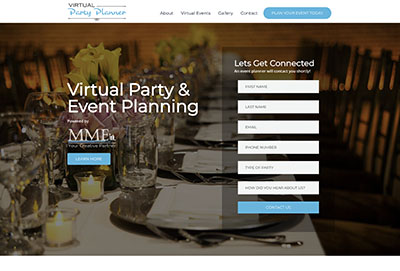 VIRTUAL
Party Planner
About
Virtual Events
Gallery
Contact
PLAN YOUR EVENT TODAY
Virtual Party &
Event Planning
Powered by
MMEink
Your Creative Partner
LEARN MORE
Lets Get Connected
An event planner will contact you shortly!
FIRST NAME
LAST NAME
EMAIL
PHONE NUMBER
TYPE OF PARTY
HOW DID YOU HEAR ABOUT US?
CONTACT US